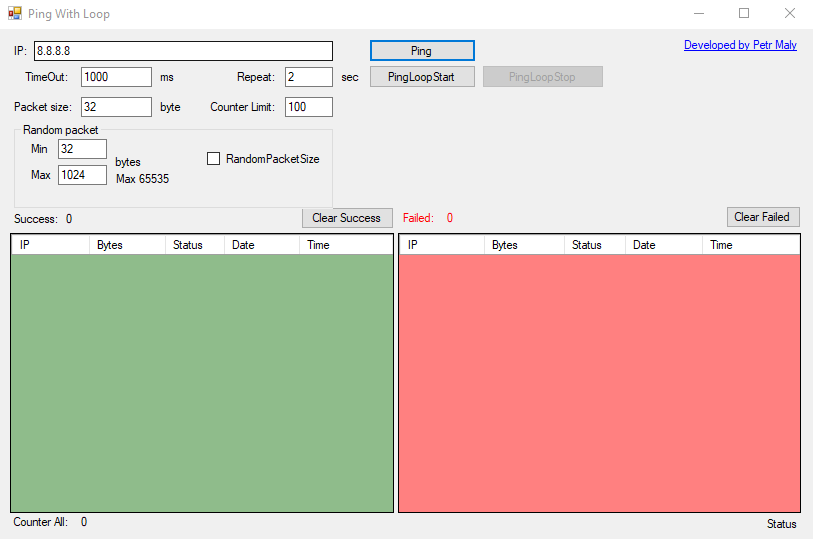 Ping With Loop
IP: 8.8.8.8 Ping Developed by Petr Maly
TimeOut: 1000 ms Repeat: 2 sec PingLoopStart PingLoopStop
Packet size: 32 byte Counter Limit: 100
Random packet
Min 32
bytes RandomPacketSize
Max 1024 Max 65535
Success: 0 Clear Success Failed: 0 Clear Failed
IP Bytes Status Date Time IP Bytes Status Date Time
Counter All: 0 Status